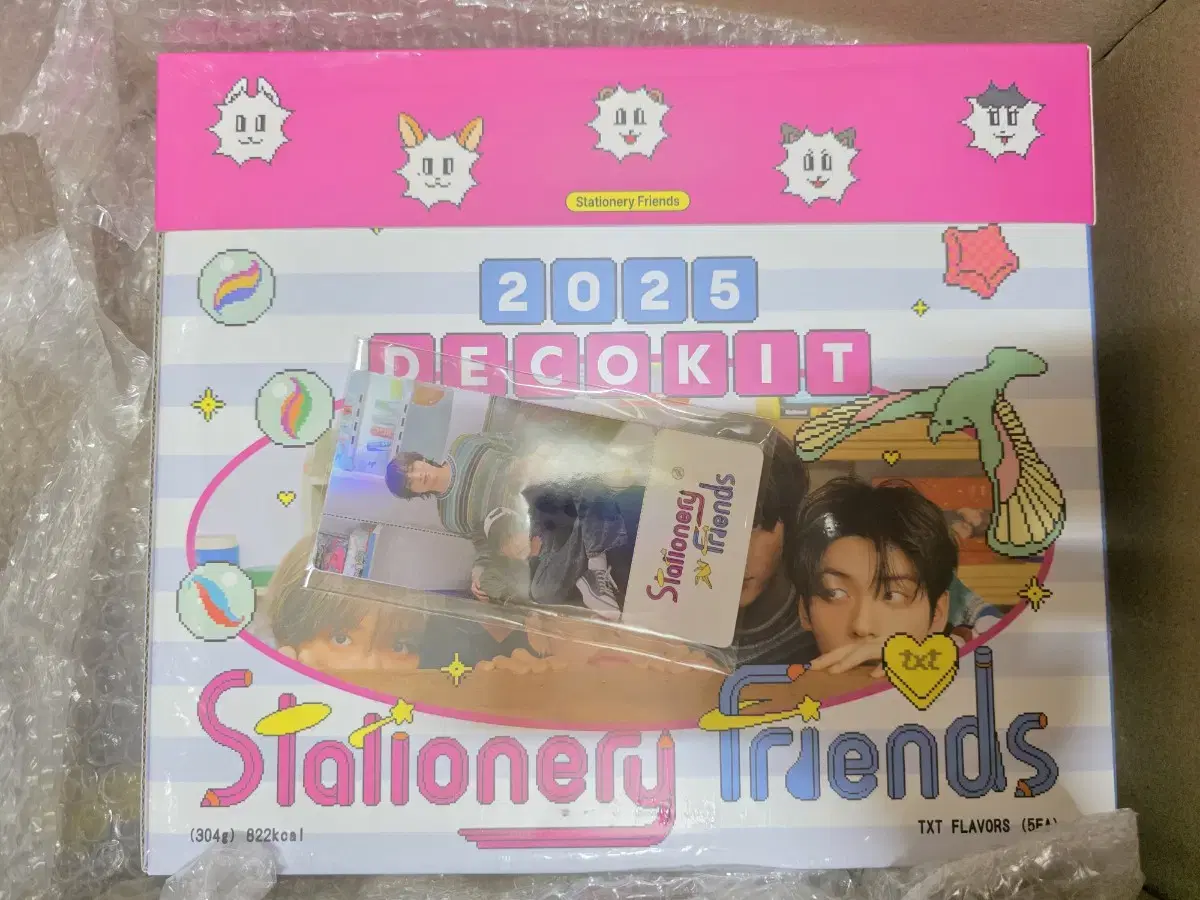 Stationery Friends
2025
DECOKIT
Stationery
Friends
txt
Stationery Friends
(304g) 822kcal
TXT FLAVORS (5EA)